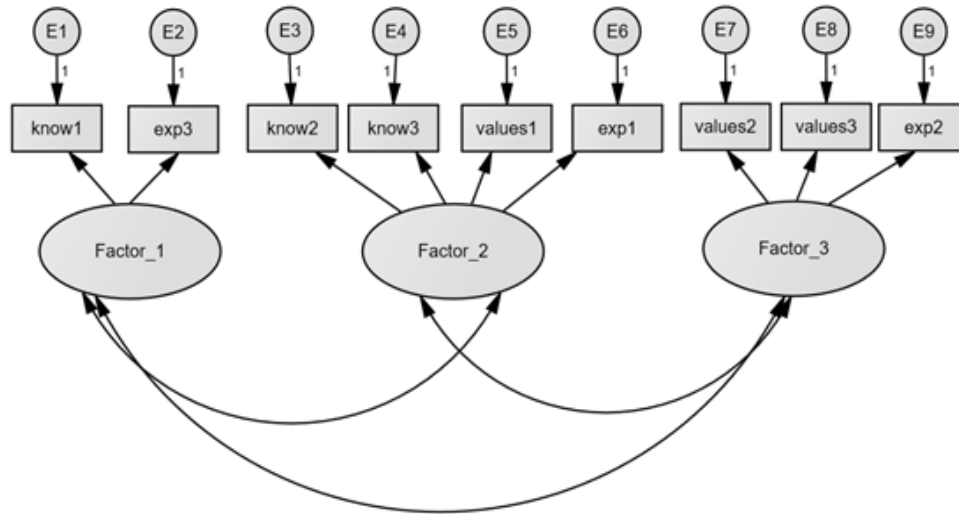 E1 E2 E3 E4 E5 E6 E7 E8 E9
1 1 1 1 1 1 1 1 1
know1 exp3 know2 know3 values1 exp1 values2 values3 exp2
Factor_1 Factor_2 Factor_3